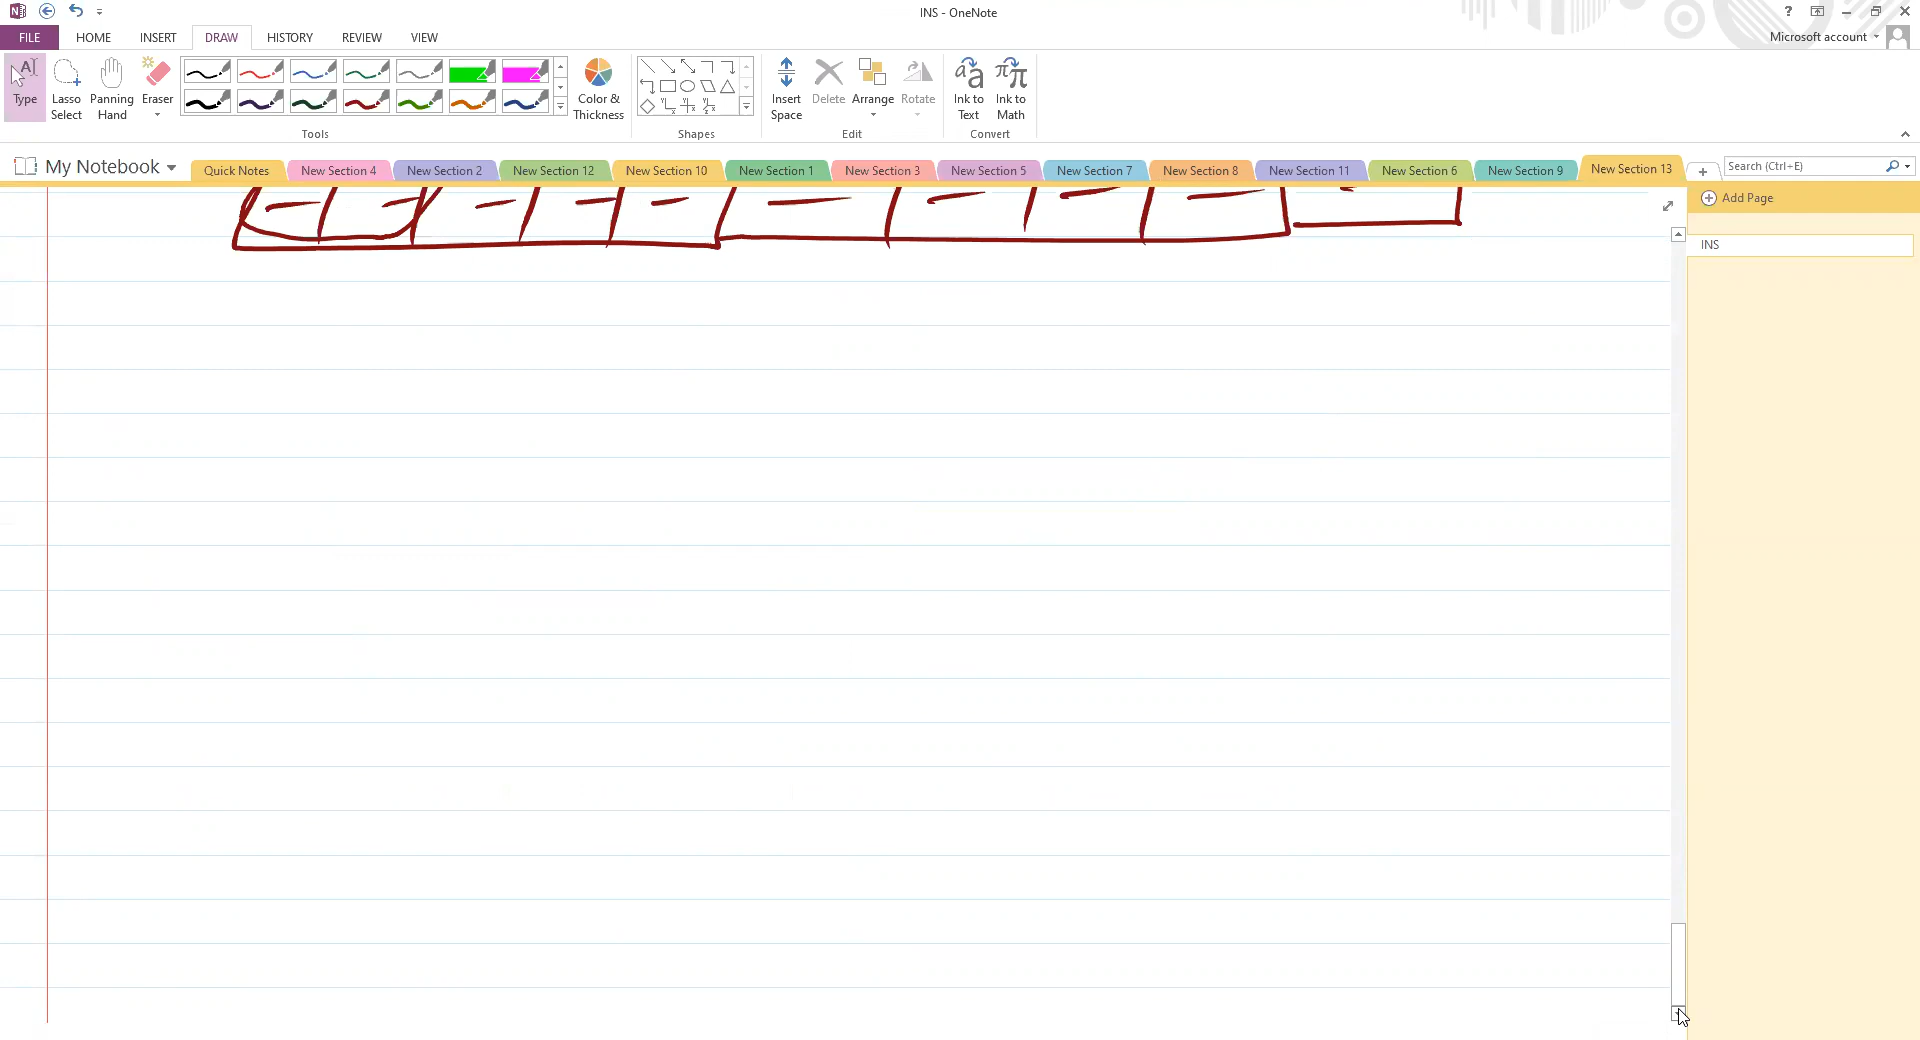 INS - OneNote
?
Microsoft account
FILE HOME INSERT DRAW HISTORY REVIEW VIEW
Type
Lasso Select
Panning Hand
Eraser
Color & Thickness
Insert Space
Delete
Arrange
Rotate
Ink to Text
Ink to Math
Tools Shapes Edit Convert
My Notebook Quick Notes New Section 4 New Section 2 New Section 12 New Section 10 New Section 1 New Section 3 New Section 5 New Section 7 New Section 8 New Section 11 New Section 6 New Section 9 New Section 13 Search (Ctrl+E)
Add Page
INS